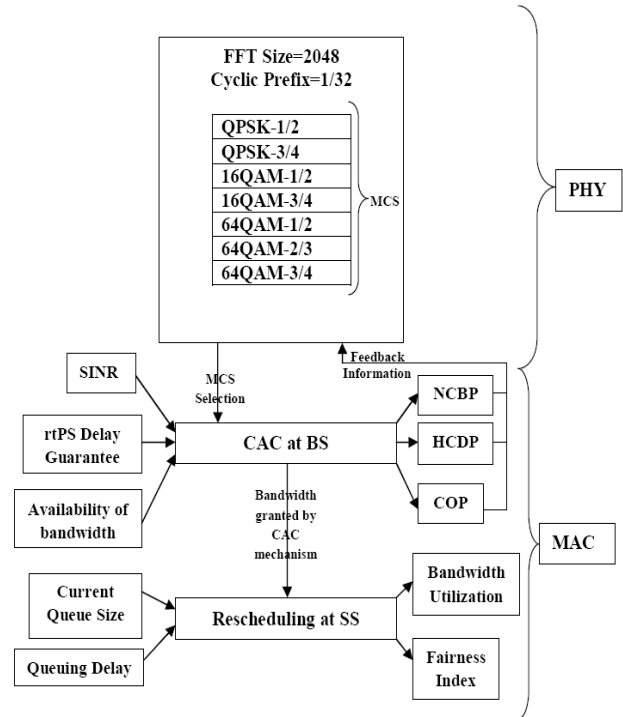 FFT Size=2048
Cyclic Prefix=1/32
QPSK-1/2
QPSK-3/4
16QAM-1/2
16QAM-3/4
64QAM-1/2
64QAM-2/3
64QAM-3/4
MCS
PHY
SINR
MCS
Selection
Feedback
Information
NCBP
rtPS Delay
Guarantee
CAC at BS
HCDP
Availability of
bandwidth
COP
Bandwidth
granted by
CAC
mechanism
MAC
Current
Queue Size
Bandwidth
Utilization
Rescheduling at SS
Queuing Delay
Fairness
Index